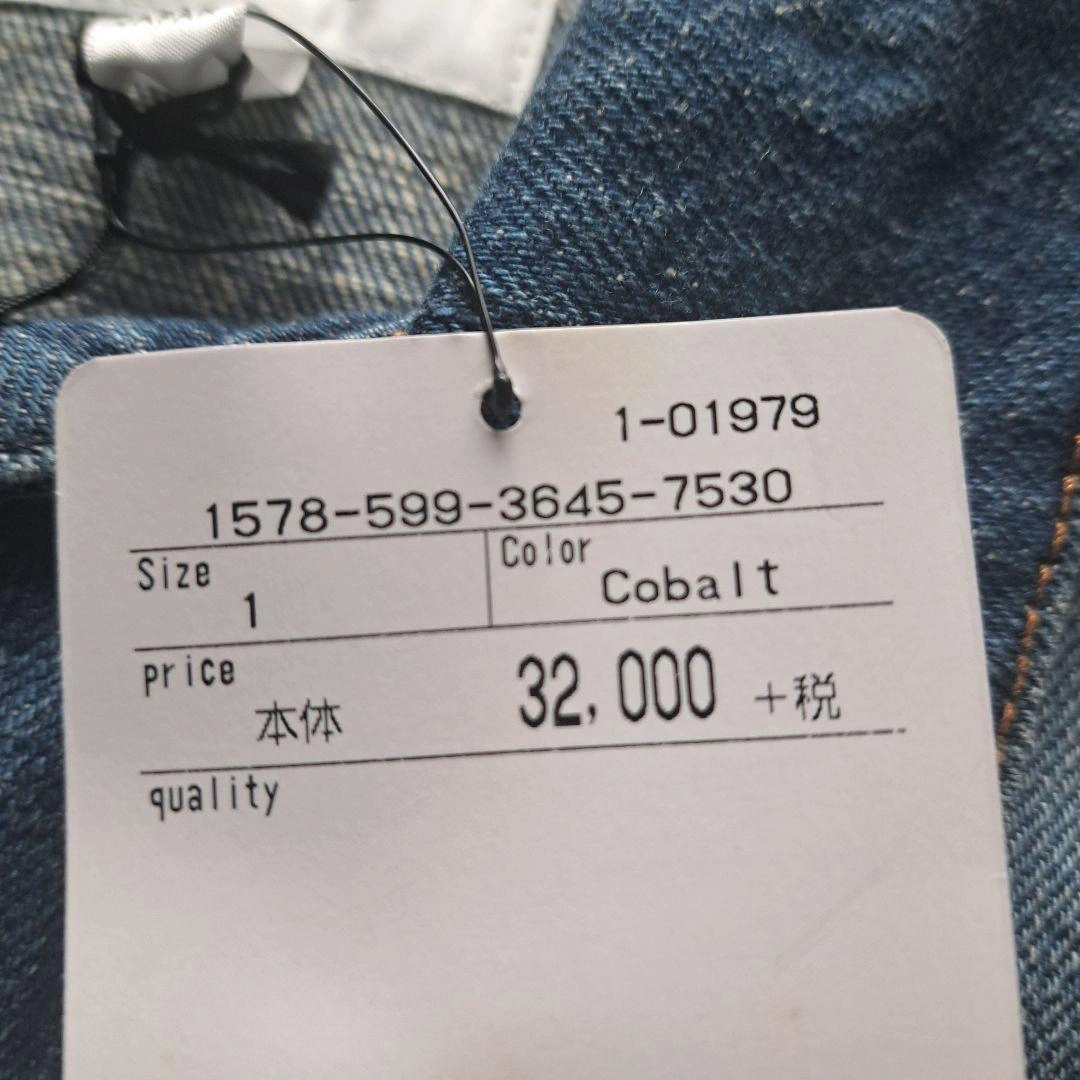 1-01979
1578-599-3645-7530
Size Color
1 Cobalt
price
本体 32,000 +税
quality